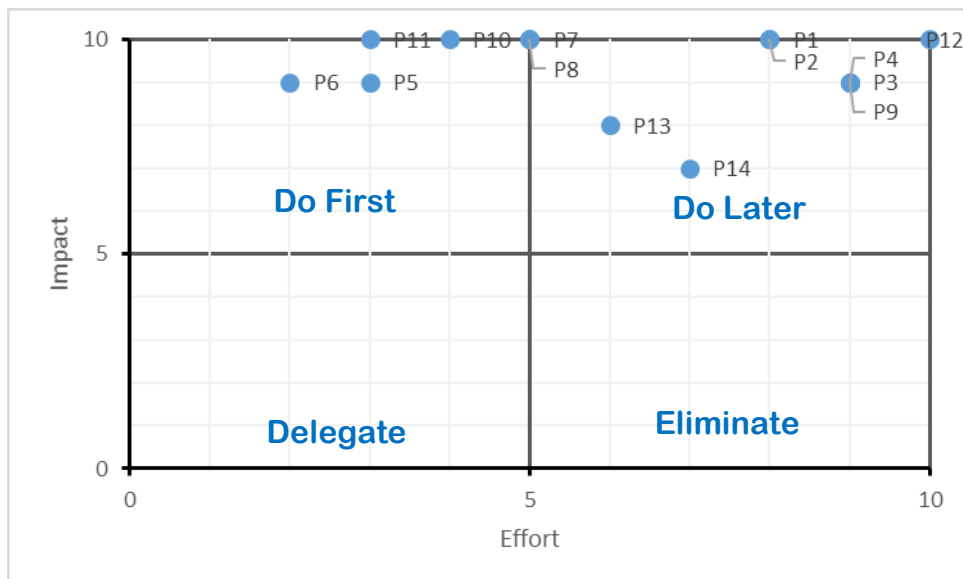 10
P11
P10
P7
P1
P12
P8
P2
P4
P6
P5
P3
P9
P13
P14
Do First
Do Later
Impact
5
Delegate
Eliminate
0
0
5
10
Effort